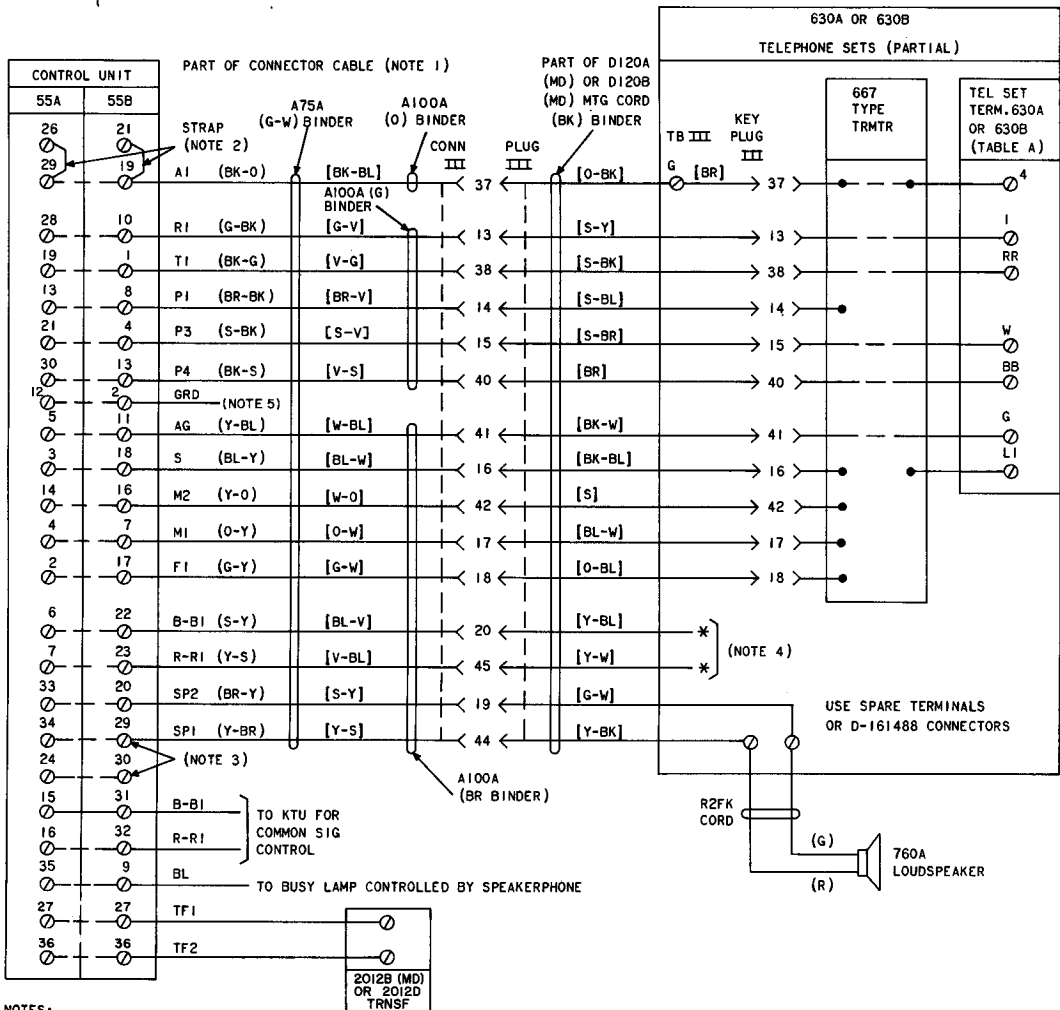 630A OR 630B
TELEPHONE SETS (PARTIAL)
CONTROL UNIT
55A 55B
PART OF CONNECTOR CABLE (NOTE 1)
A75A
(G-W) BINDER
A100A
(O) BINDER
PART OF D120A
(MD) OR D120B
(MD) MTG CORD
(BK) BINDER
667
TYPE
TRMTR
TEL SET
TERM. 630A
OR 630B
(TABLE A)
STRAP
(NOTE 2)
CONN
III
PLUG
III
TB III
KEY
PLUG
III
26 21
29 19 A1 (BK-O) [BK-BL] 37 [O-BK] G [BR] 37 4
A100A (G)
BINDER
28 10 R1 (G-BK) [G-V] 13 [S-Y] 13 1
19 1 T1 (BK-G) [V-G] 38 [S-BK] 38 RR
13 8 P1 (BR-BK) [BR-V] 14 [S-BL] 14
21 4 P3 (S-BK) [S-V] 15 [S-BR] 15 W
30 13 P4 (BK-S) [V-S] 40 [BR] 40 BB
12 2 GRD (NOTE 5)
5 11 AG (Y-BL) [W-BL] 41 [BK-W] 41 G
3 18 S (BL-Y) [BL-W] 16 [BK-BL] 16 L1
14 16 M2 (Y-O) [W-O] 42 [S] 42
4 7 M1 (O-Y) [O-W] 17 [BL-W] 17
2 17 F1 (G-Y) [G-W] 18 [O-BL] 18
6 22 B-B1 (S-Y) [BL-V] 20 [Y-BL] *
(NOTE 4)
7 23 R-R1 (Y-S) [V-BL] 45 [Y-W] *
33 20 SP2 (BR-Y) [S-Y] 19 [G-W]
34 29 SP1 (Y-BR) [Y-S] 44 [Y-BK]
USE SPARE TERMINALS
OR D-161488 CONNECTORS
24 30 (NOTE 3)
A100A
(BR BINDER)
15 31 B-B1
16 32 R-R1
TO KTU FOR
COMMON SIG
CONTROL
R2FK
CORD
(G)
(R)
760A
LOUDSPEAKER
35 9 BL TO BUSY LAMP CONTROLLED BY SPEAKERPHONE
27 27 TF1
36 36 TF2
2012B (MD)
OR 2012D
TRNSF
NOTES: